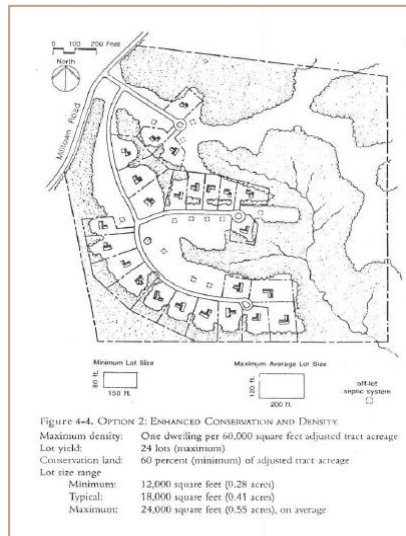 0 100 200 Feet
North
Milltown Road
Minimum Lot Size
80 ft.
150 ft.
Maximum Average Lot Size
120 ft.
200 ft.
off-lot
septic system
Figure 4-4. OPTION 2: ENHANCED CONSERVATION AND DENSITY.
Maximum density: One dwelling per 60,000 square feet adjusted tract acreage
Lot yield: 24 lots (maximum)
Conservation land: 60 percent (minimum) of adjusted tract acreage
Lot size range
Minimum: 12,000 square feet (0.28 acres)
Typical: 18,000 square feet (0.41 acres)
Maximum: 24,000 square feet (0.55 acres), on average